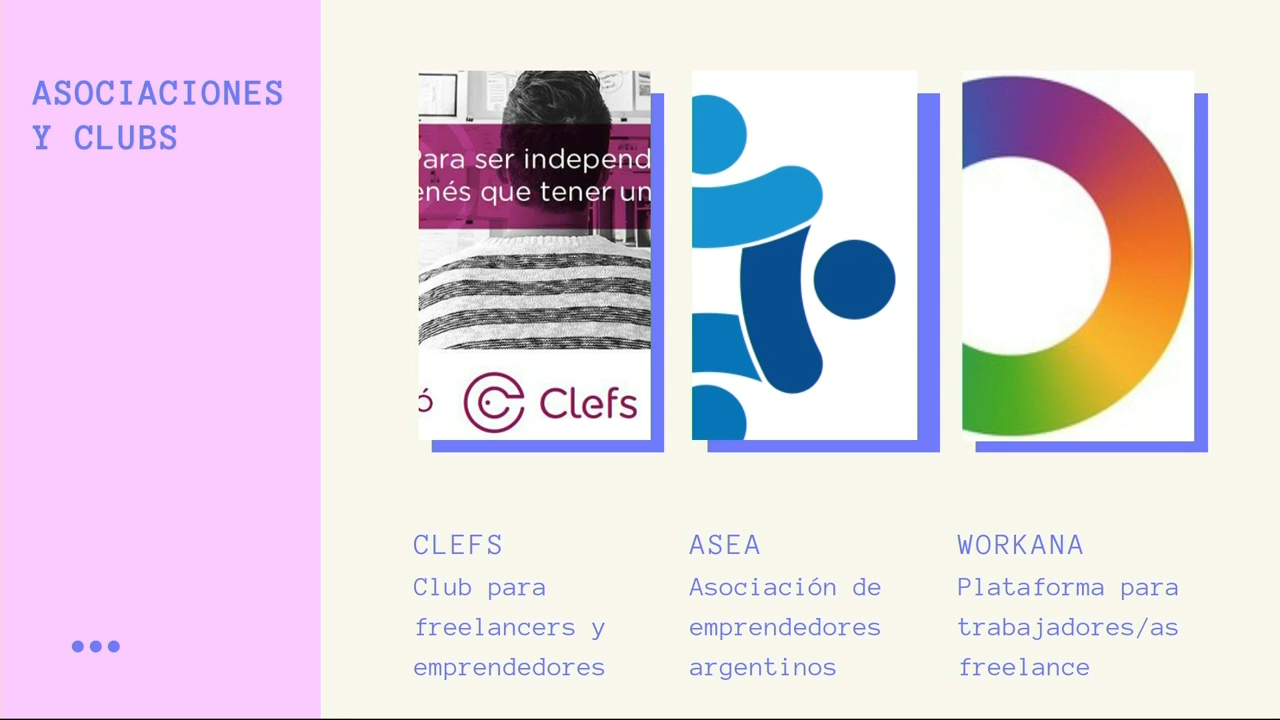 ASOCIACIONES
Y CLUBS
Para ser independ
enés que tener un
ó
Clefs
CLEFS
Club para
freelancers y
emprendedores
ASEA
Asociación de
emprendedores
argentinos
WORKANA
Plataforma para
trabajadores/as
freelance